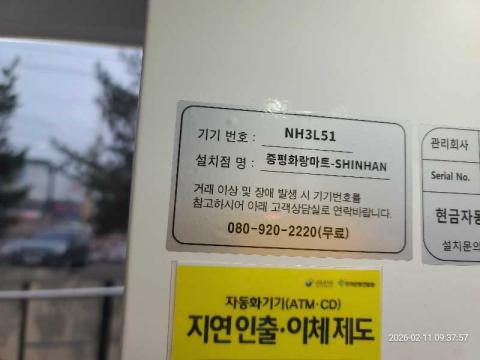 기기 번호 : NH3L51
설치점 명 : 증평화랑마트-SHINHAN
거래 이상 및 장애 발생 시 기기번호를
참고하시어 아래 고객상담실로 연락바랍니다.
080-920-2220(무료)
관리회사
Serial No.
현금자동
설치문의
자동화기기(ATM·CD)
지연 인출·이체 제도
2026-02-11 09:37:57